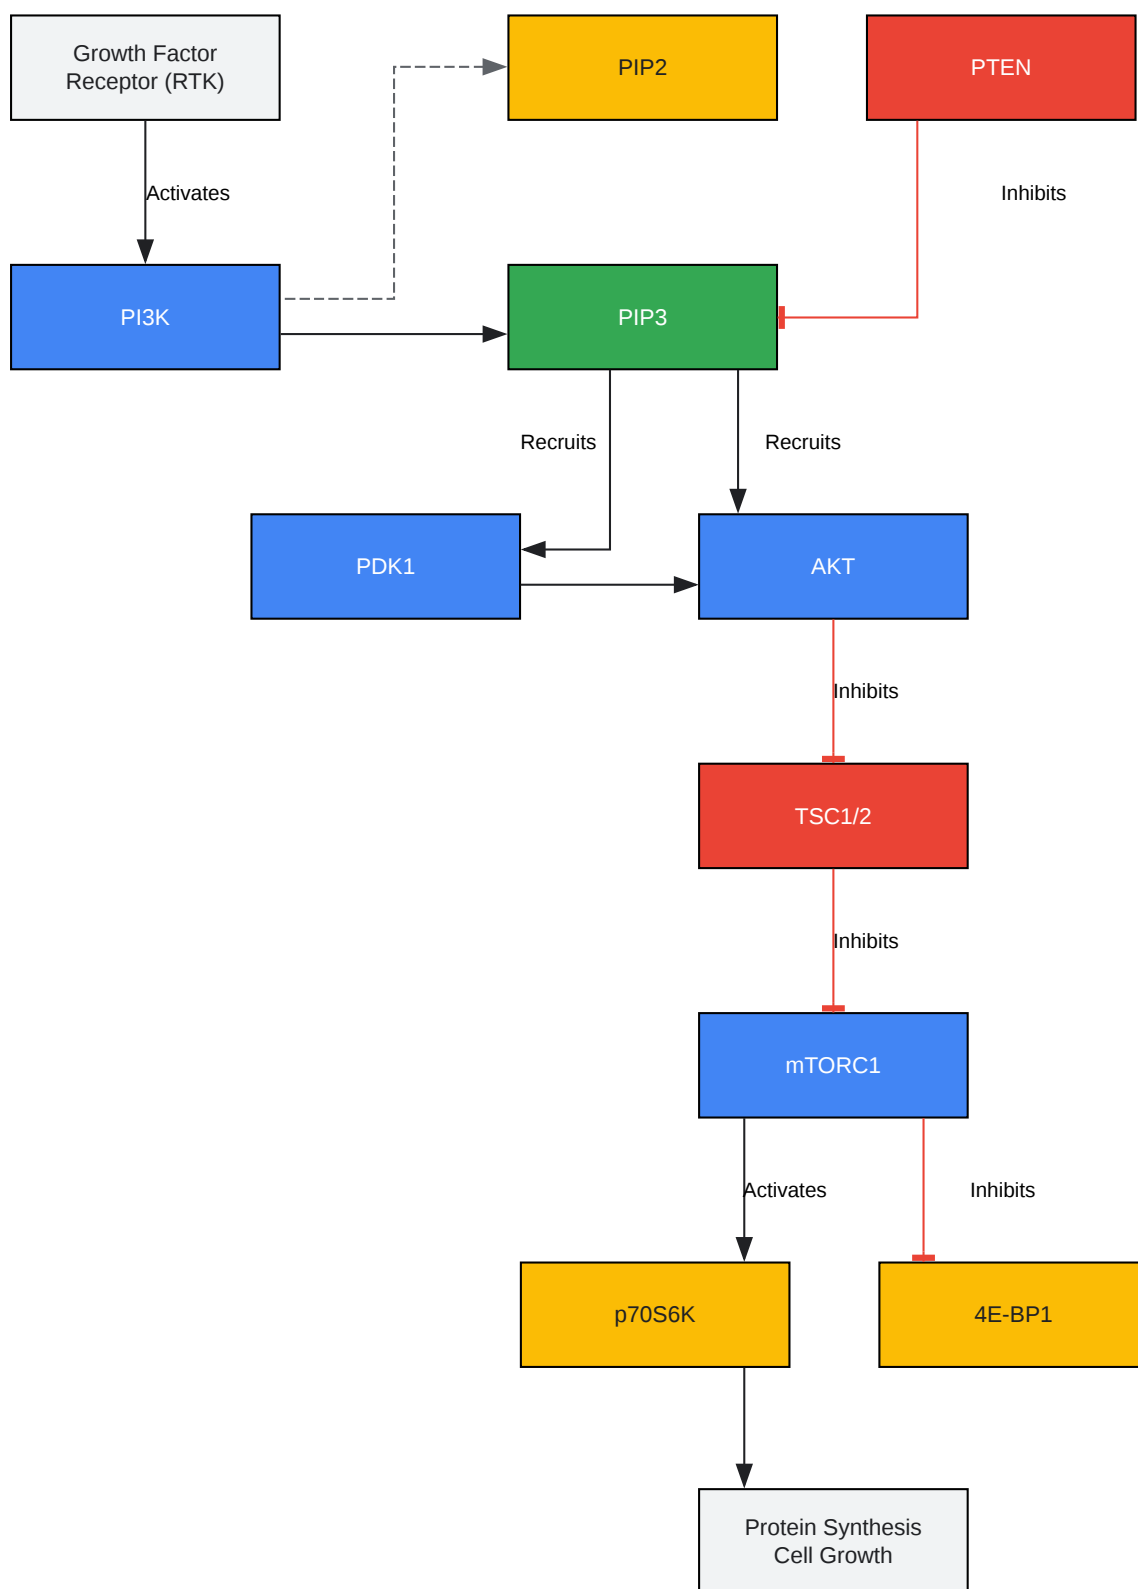 Growth Factor
Receptor (RTK)
PIP2
PTEN
Activates
Inhibits
PI3K
PIP3
Recruits
Recruits
PDK1
AKT
Inhibits
TSC1/2
Inhibits
mTORC1
Activates
Inhibits
p70S6K
4E-BP1
Protein Synthesis
Cell Growth